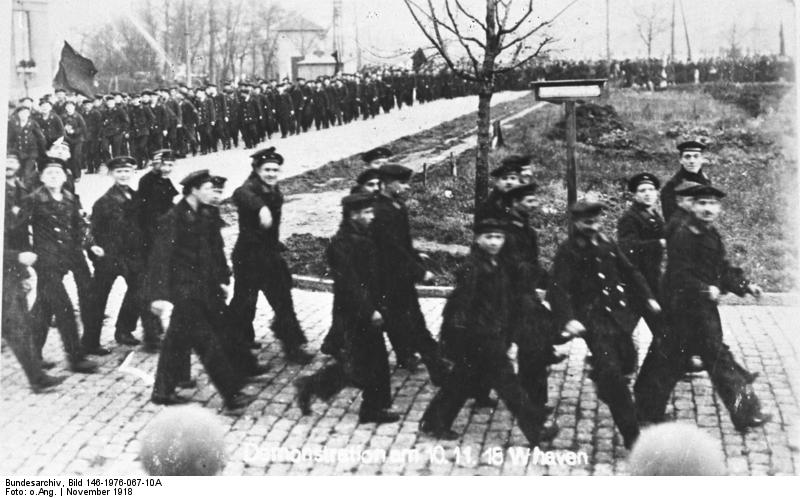 Demonstration am 10.11.18 W'haven
Bundesarchiv, Bild 146-1976-067-10A
Foto: o.Ang. | November 1918